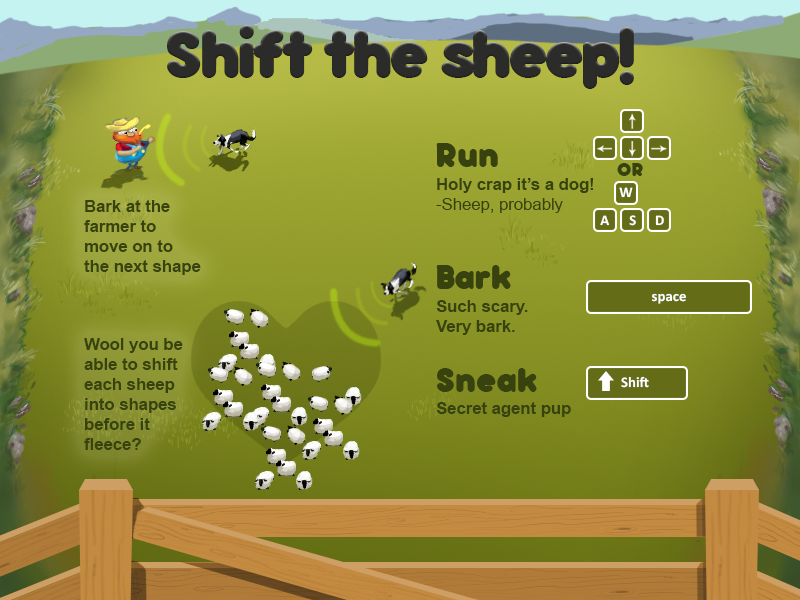 Shift the sheep!
Bark at the
farmer to
move on to
the next shape
Wool you be
able to shift
each sheep
into shapes
before it
fleece?
Run
Holy crap it's a dog!
-Sheep, probably
↑
← ↓ →
OR
W
A S D
Bark
Such scary.
Very bark.
space
Sneak
Secret agent pup
Shift